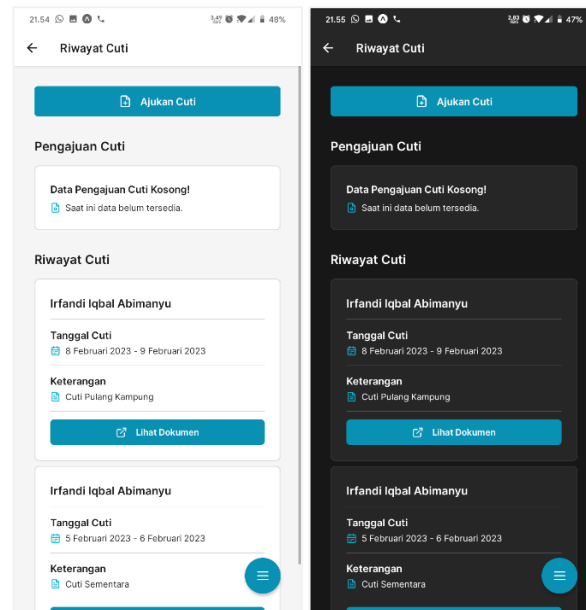 21.54
48%
Riwayat Cuti
Ajukan Cuti
Pengajuan Cuti
Data Pengajuan Cuti Kosong!
Saat ini data belum tersedia.
Riwayat Cuti
Irfandi Iqbal Abimanyu
Tanggal Cuti
8 Februari 2023 - 9 Februari 2023
Keterangan
Cuti Pulang Kampung
Lihat Dokumen
Irfandi Iqbal Abimanyu
Tanggal Cuti
5 Februari 2023 - 6 Februari 2023
Keterangan
Cuti Sementara
21.55
47%
Riwayat Cuti
Ajukan Cuti
Pengajuan Cuti
Data Pengajuan Cuti Kosong!
Saat ini data belum tersedia.
Riwayat Cuti
Irfandi Iqbal Abimanyu
Tanggal Cuti
8 Februari 2023 - 9 Februari 2023
Keterangan
Cuti Pulang Kampung
Lihat Dokumen
Irfandi Iqbal Abimanyu
Tanggal Cuti
5 Februari 2023 - 6 Februari 2023
Keterangan
Cuti Sementara